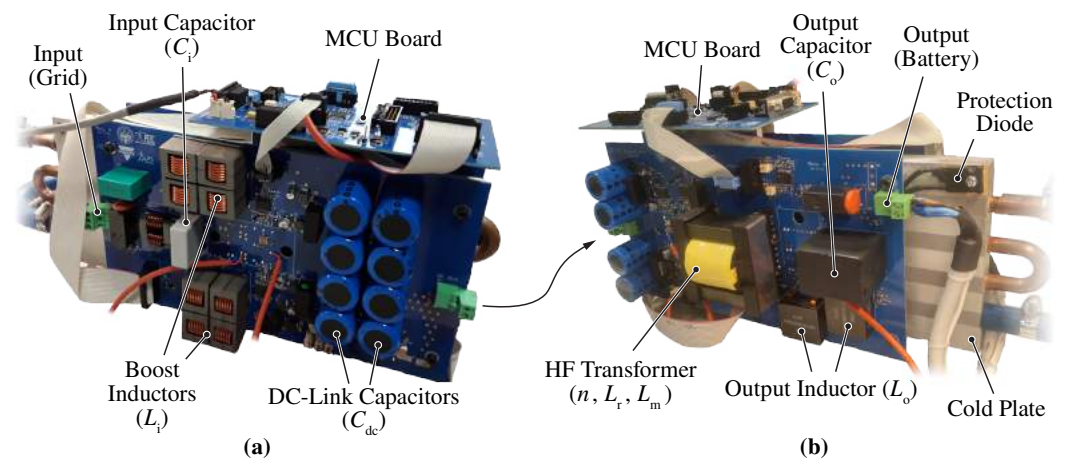 Input Capacitor
(Ci)
MCU Board
Input
(Grid)
Boost
Inductors
(Li)
DC-Link Capacitors
(Cdc)
(a)
MCU Board
Output
Capacitor
(Co)
Output
(Battery)
Protection
Diode
HF Transformer
(n, Lr, Lm)
Output Inductor (Lo)
Cold Plate
(b)